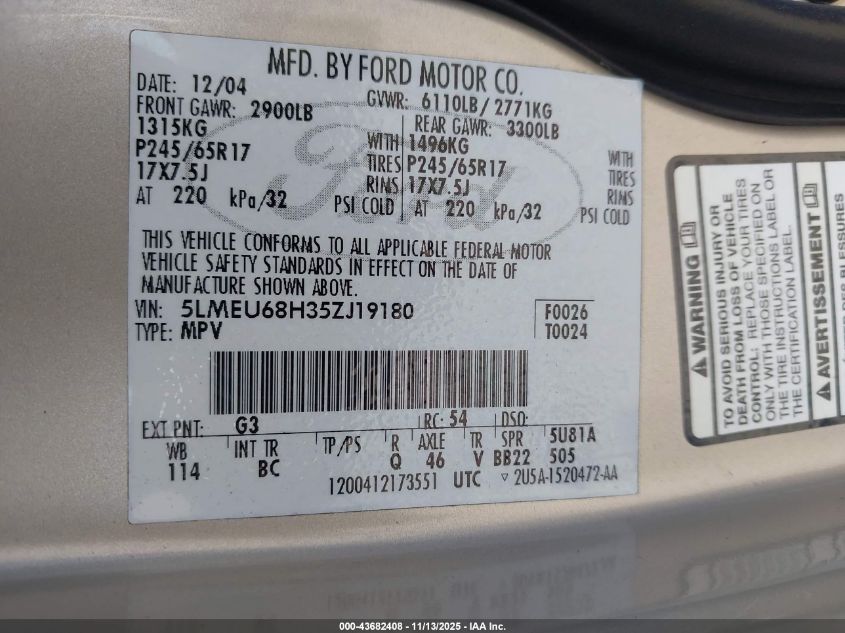 MFD. BY FORD MOTOR CO.
DATE: 12/04 GVWR: 6110LB/ 2771KG
FRONT GAWR: 2900LB REAR GAWR: 3300LB
1315KG WITH 1496KG WITH
P245/65R17 TIRES P245/65R17 TIRES
17X7.5J RIMS 17X7.5J RIMS
AT 220 kPa/32 PSI COLD AT 220 kPa/32 PSI COLD
THIS VEHICLE CONFORMS TO ALL APPLICABLE FEDERAL MOTOR
VEHICLE SAFETY STANDARDS IN EFFECT ON THE DATE OF
MANUFACTURE SHOWN ABOVE.
VIN: 5LMEU68H35ZJ19180 F0026
TYPE: MPV T0024
EXT PNT: G3 RC: 54 DSO:
WB INT TR TP/PS R AXLE TR SPR 5U81A
114 BC Q 46 V BB22 505
1200412173551 UTC 2U5A-1520472-AA
Ford
WARNING
TO AVOID SERIOUS INJURY OR
DEATH FROM LOSS OF VEHICLE
CONTROL: REPLACE YOUR TIRES
ONLY WITH THOSE SPECIFIED ON
THE TIRE INSTRUCTIONS LABEL OR
THE CERTIFICATION LABEL.
AVERTISSEMENT
000-43682408 - 11/13/2025 - IAA Inc.